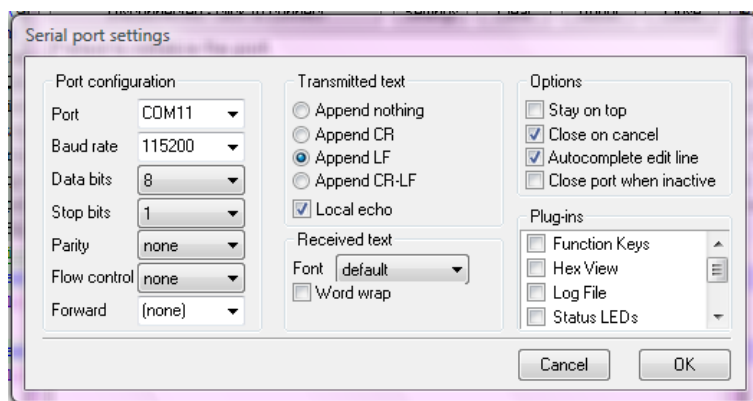 Serial port settings
Port configuration
Port COM11
Baud rate 115200
Data bits 8
Stop bits 1
Parity none
Flow control none
Forward (none)
Transmitted text
Append nothing
Append CR
Append LF
Append CR-LF
Local echo
Received text
Font default
Word wrap
Options
Stay on top
Close on cancel
Autocomplete edit line
Close port when inactive
Plug-ins
Function Keys
Hex View
Log File
Status LEDs
Cancel OK